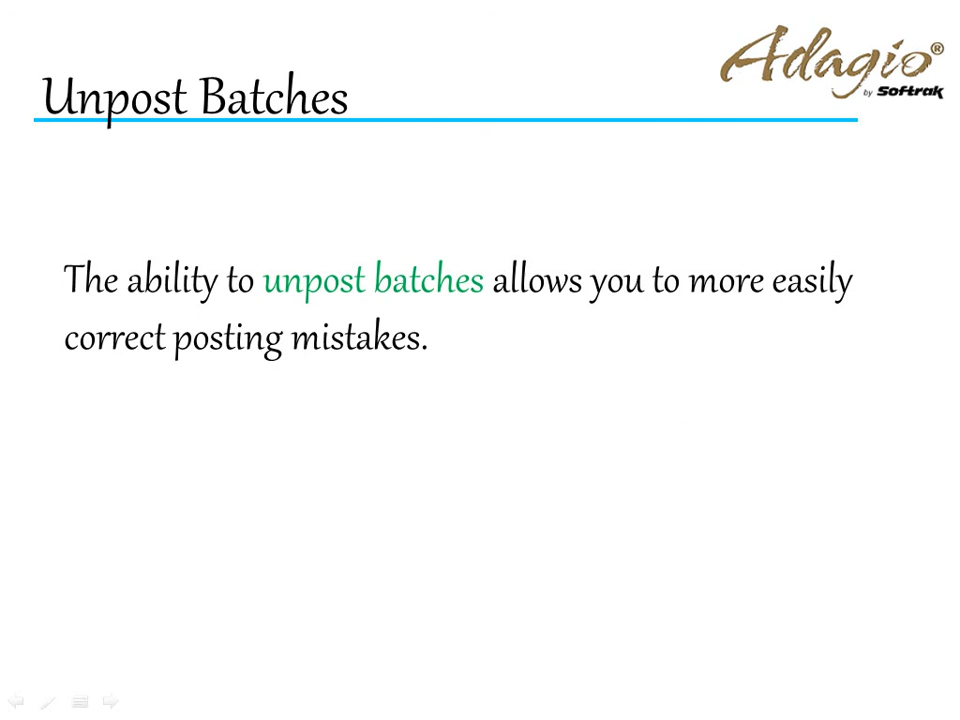 Adagio®
by Softrak
Unpost Batches
The ability to unpost batches allows you to more easily
correct posting mistakes.